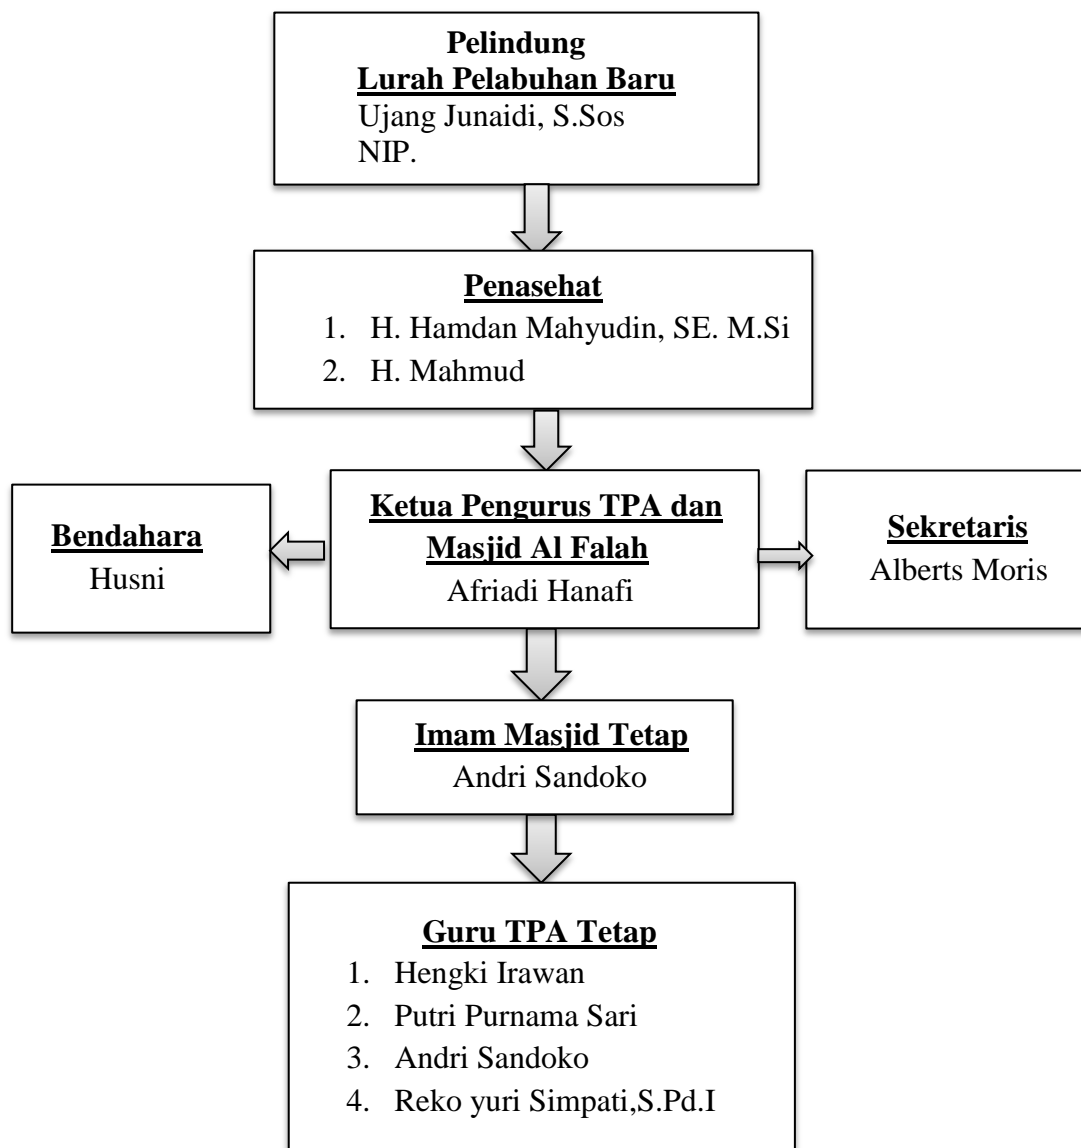 Pelindung
Lurah Pelabuhan Baru
Ujang Junaidi, S.Sos
NIP.
Penasehat
1. H. Hamdan Mahyudin, SE. M.Si
2. H. Mahmud
Bendahara
Husni
Ketua Pengurus TPA dan
Masjid Al Falah
Afriadi Hanafi
Sekretaris
Alberts Moris
Imam Masjid Tetap
Andri Sandoko
Guru TPA Tetap
1. Hengki Irawan
2. Putri Purnama Sari
3. Andri Sandoko
4. Reko yuri Simpati,S.Pd.I